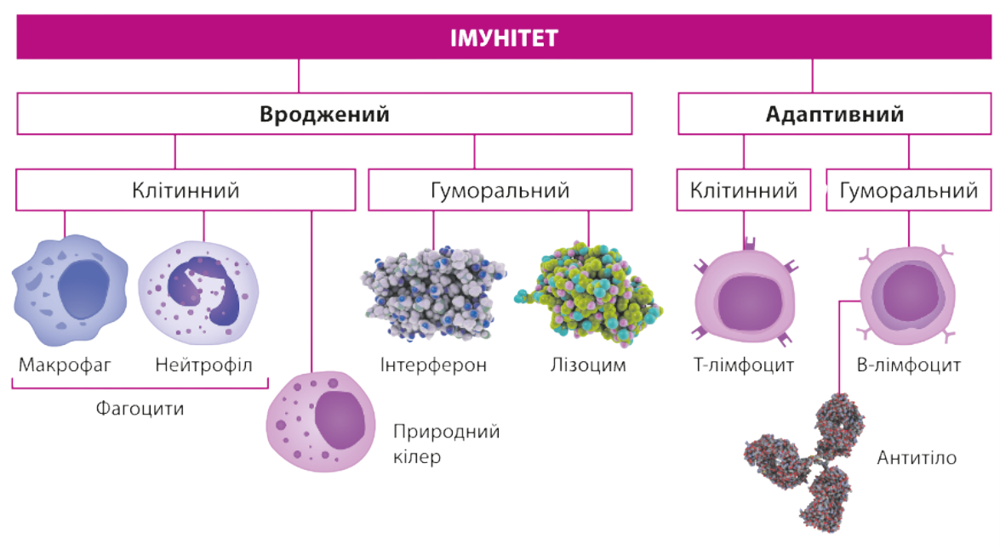 ІМУНІТЕТ
Вроджений
Адаптивний
Клітинний
Гуморальний
Клітинний
Гуморальний
Макрофаг
Нейтрофіл
Інтерферон
Лізоцим
Т-лімфоцит
В-лімфоцит
Фагоцити
Природний
кілер
Антитіло